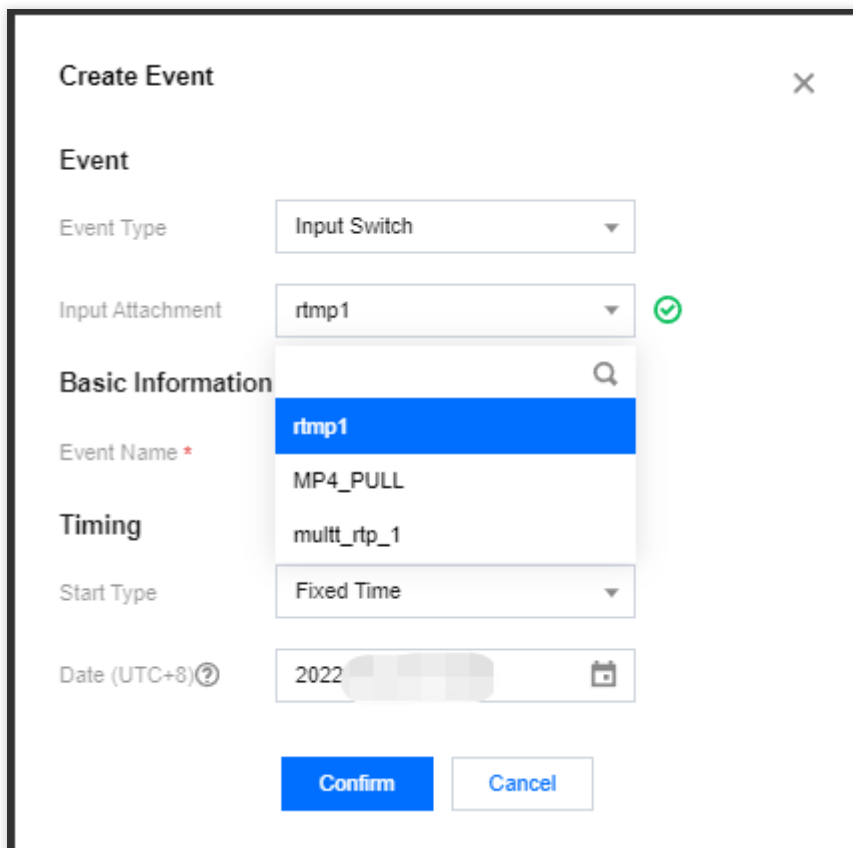 Create Event
Event
Event Type
Input Switch
Input Attachment
rtmp1
Basic Information
rtmp1
Event Name *
MP4_PULL
Timing
multt_rtp_1
Start Type
Fixed Time
Date (UTC+8)
2022
Confirm
Cancel